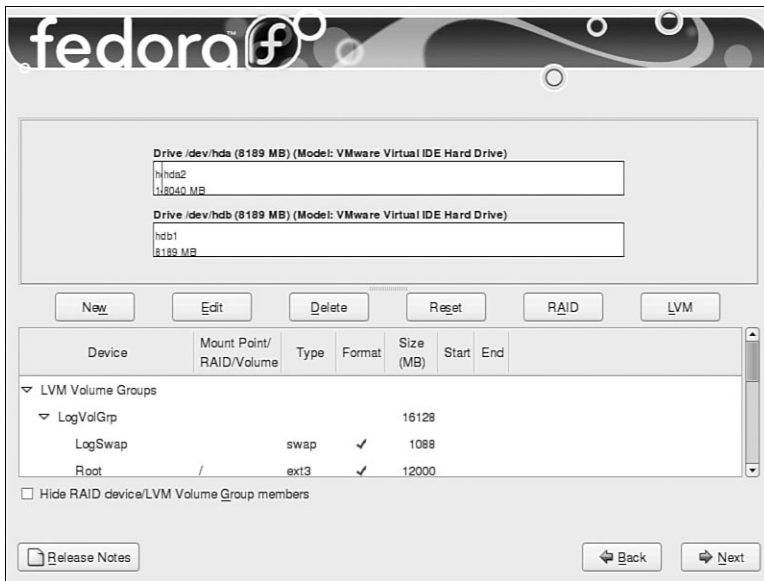 fedora™ f
Drive /dev/hda (8189 MB) (Model: VMware Virtual IDE Hard Drive)
hda2
8040 MB
Drive /dev/hdb (8189 MB) (Model: VMware Virtual IDE Hard Drive)
hdb1
8189 MB
New Edit Delete Reset RAID LVM
Device Mount Point/ RAID/Volume Type Format Size (MB) Start End
LVM Volume Groups
LogVolGrp 16128
LogSwap swap ✓ 1088
Root / ext3 ✓ 12000
Hide RAID device/LVM Volume Group members
Release Notes Back Next